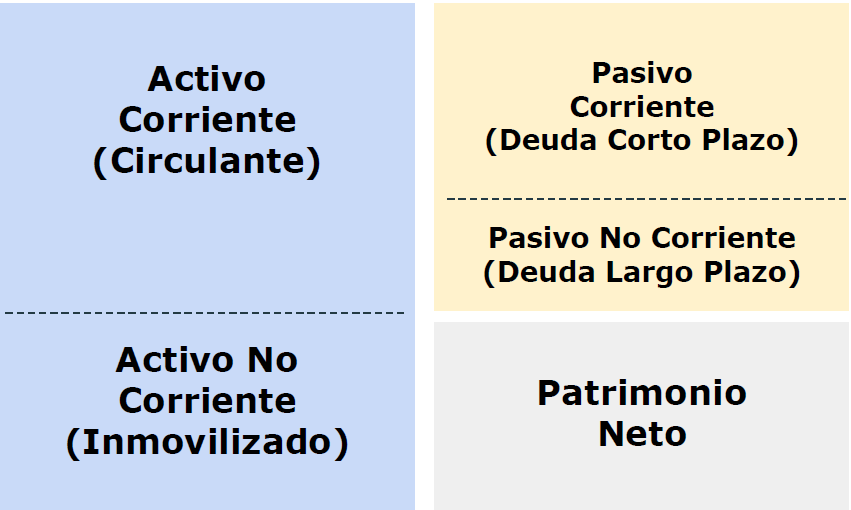 Activo
Corriente
(Circulante)
Activo No
Corriente
(Inmovilizado)
Pasivo
Corriente
(Deuda Corto Plazo)
Pasivo No Corriente
(Deuda Largo Plazo)
Patrimonio
Neto